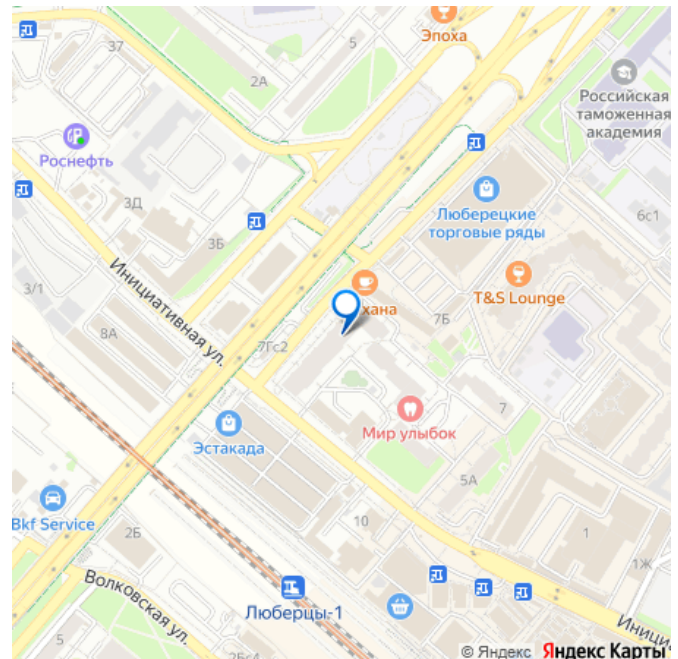 Эпоха
37
5
2А
Российская
таможенная
академия
Роснефть
3Д
6с1
Люберецкие
торговые ряды
3Б
Инициативная ул.
T&S Lounge
3/1
хана
7Б
8А
7Гс2
7
Мир улыбок
Эстакада
5А
Bkf Service
10
2Б
1
1Ж
Волковская ул.
Люберцы-1
5
2Бс4
Иници
© Яндекс Яндекс Карты